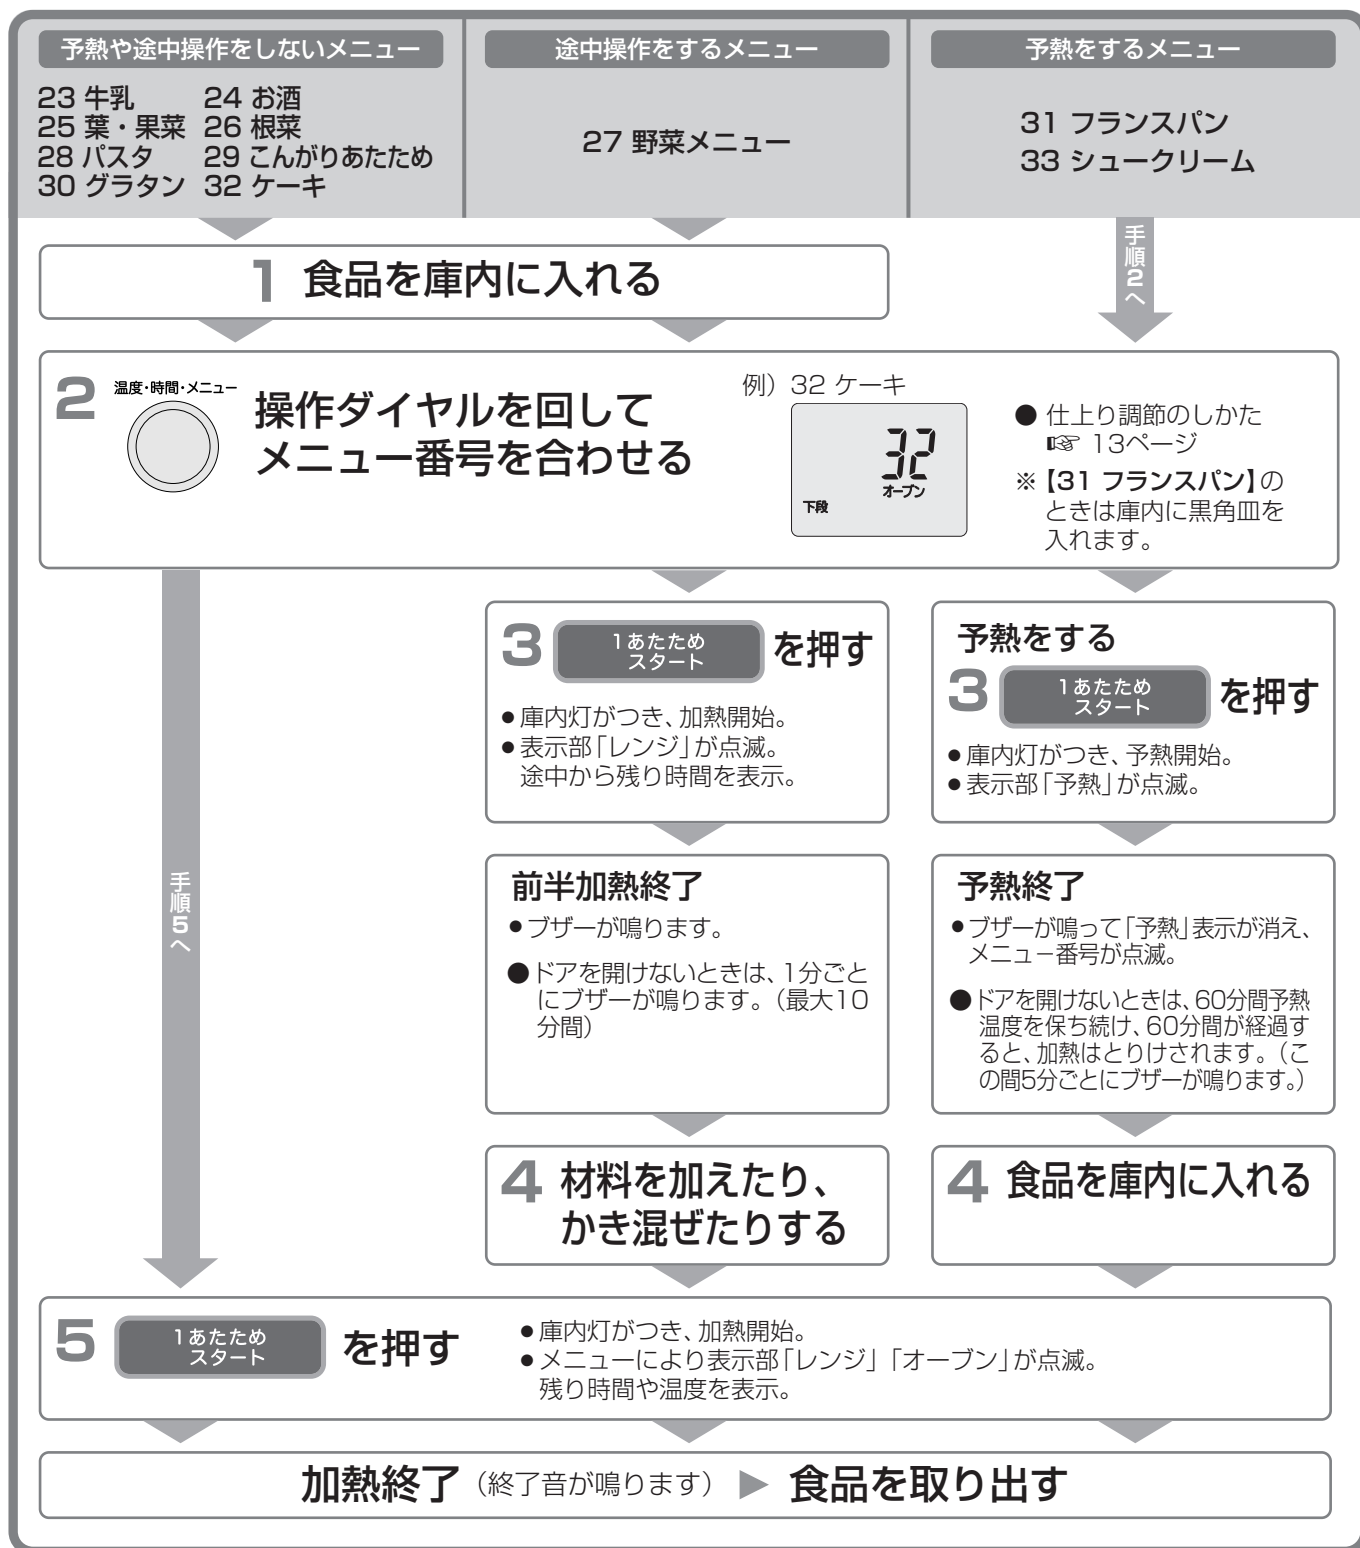 予熱や途中操作をしないメニュー
23 牛乳 24 お酒
25 葉・果菜 26 根菜
28 パスタ 29 こんがりあたため
30 グラタン 32 ケーキ
途中操作をするメニュー
27 野菜メニュー
予熱をするメニュー
31 フランスパン
33 シュークリーム
手順2へ
1 食品を庫内に入れる
2
温度・時間・メニュー
操作ダイヤルを回して
メニュー番号を合わせる
例）32 ケーキ
32
オーブン
下段
● 仕上り調節のしかた
☞ 13ページ
※【31 フランスパン】の
ときは庫内に黒角皿を
入れます。
手順5へ
3 1あたため
スタート
を押す
●庫内灯がつき、加熱開始。
●表示部「レンジ」が点滅。
途中から残り時間を表示。
前半加熱終了
●ブザーが鳴ります。
●ドアを開けないときは、1分ごと
にブザーが鳴ります。（最大10
分間）
4 材料を加えたり、
かき混ぜたりする
予熱をする
3 1あたため
スタート
を押す
●庫内灯がつき、予熱開始。
●表示部「予熱」が点滅。
予熱終了
●ブザーが鳴って「予熱」表示が消え、
メニュー番号が点滅。
●ドアを開けないときは、60分間予熱
温度を保ち続け、60分間が経過す
ると、加熱はとりけされます。（こ
の間5分ごとにブザーが鳴ります。）
4 食品を庫内に入れる
5 1あたため
スタート
を押す
●庫内灯がつき、加熱開始。
●メニューにより表示部「レンジ」「オーブン」が点滅。
残り時間や温度を表示。
加熱終了（終了音が鳴ります）▶ 食品を取り出す